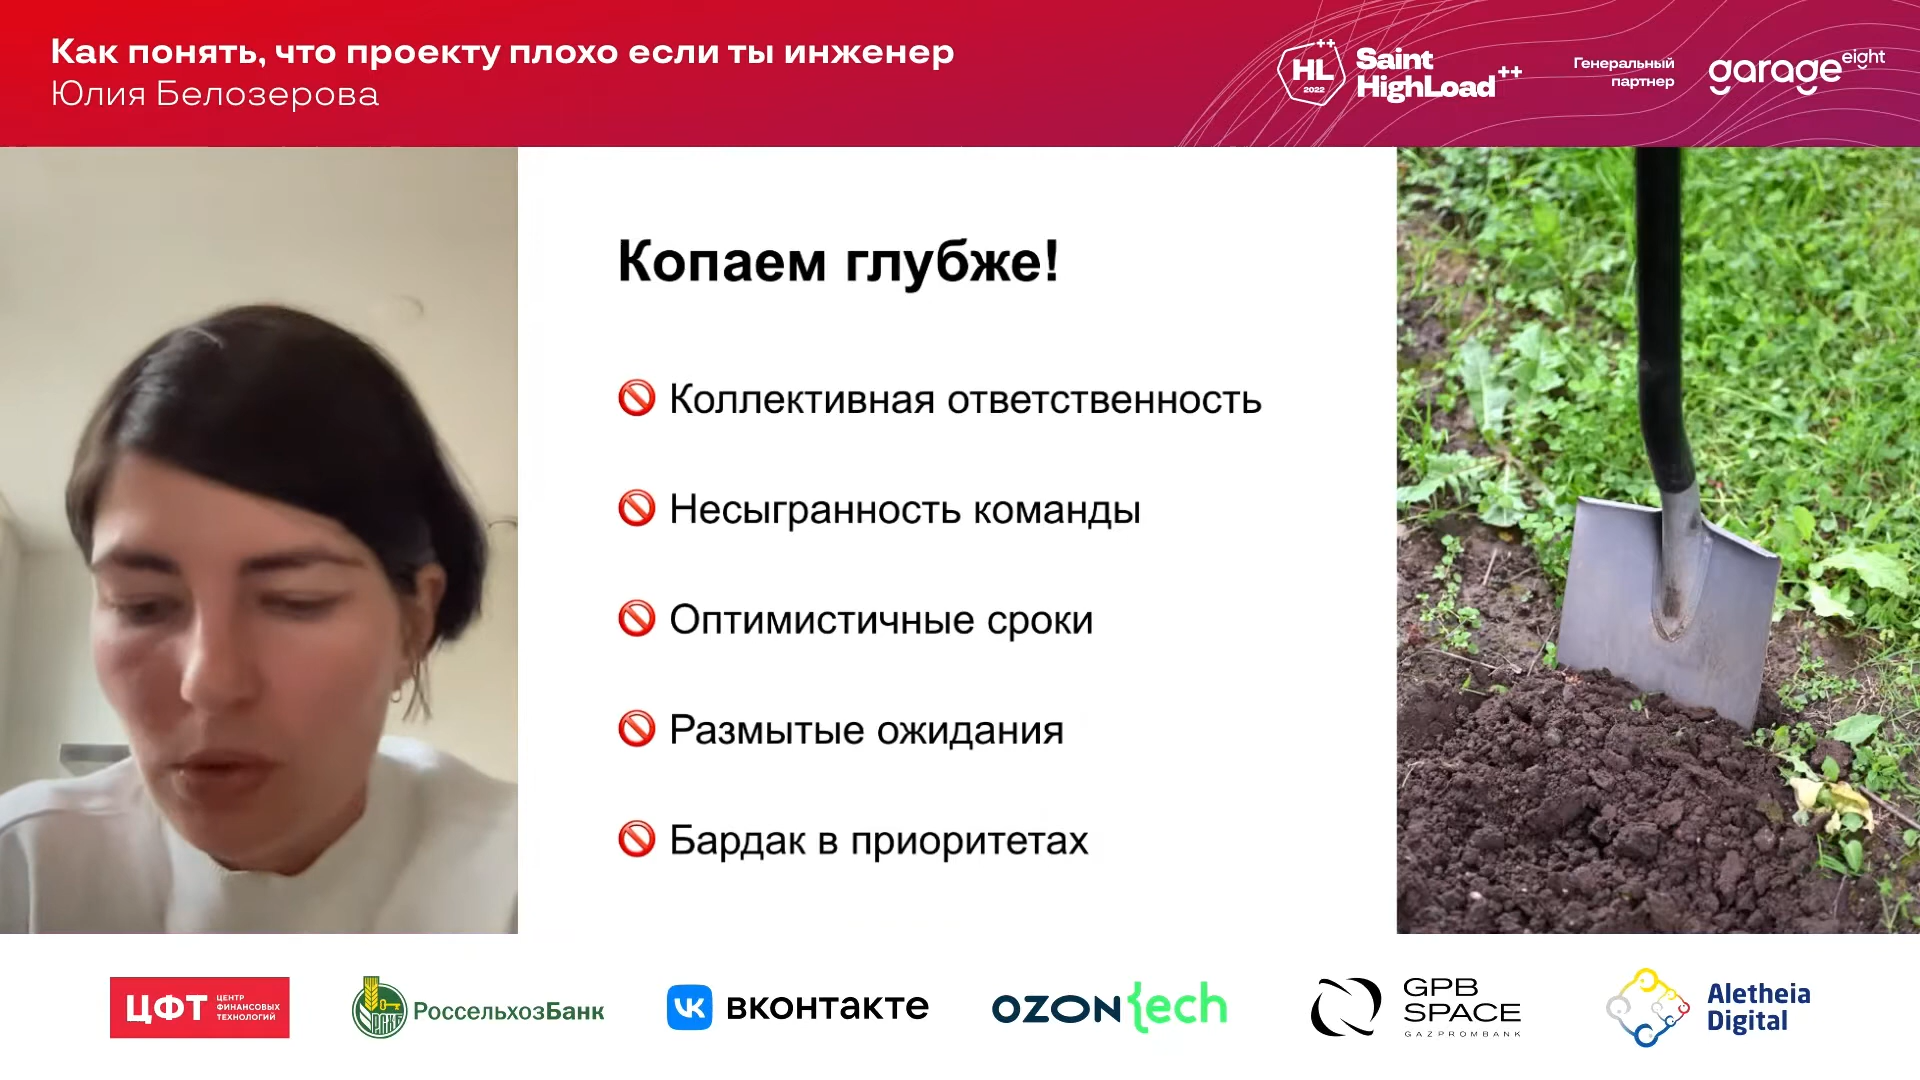 Как понять, что проекту плохо если ты инженер
Юлия Белозерова
HL++
2022
Saint
HighLoad++
Генеральный
партнер
garage eight
Копаем глубже!
Коллективная ответственность
Несыгранность команды
Оптимистичные сроки
Размытые ожидания
Бардак в приоритетах
ЦФТ
ЦЕНТР
ФИНАНСОВЫХ
ТЕХНОЛОГИЙ
РСХБ
РоссельхозБанк
вконтакте
OZON{ech
GPB
SPACE
GAZPROMBANK
Aletheia
Digital